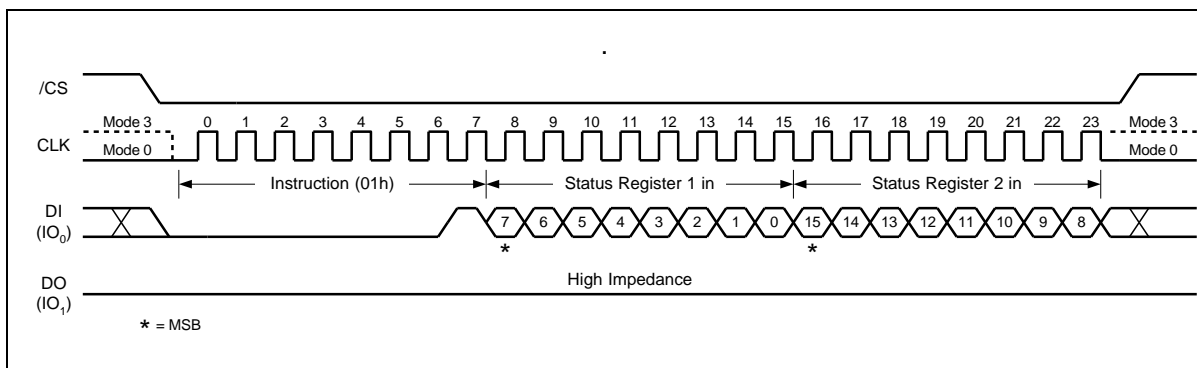 /CS
Mode 3 0 1 2 3 4 5 6 7 8 9 10 11 12 13 14 15 16 17 18 19 20 21 22 23 Mode 3
CLK
Mode 0 Mode 0
Instruction (01h) Status Register 1 in Status Register 2 in
DI
(IO₀) 7 6 5 4 3 2 1 0 15 14 13 12 11 10 9 8
* *
High Impedance
DO
(IO₁)
* = MSB